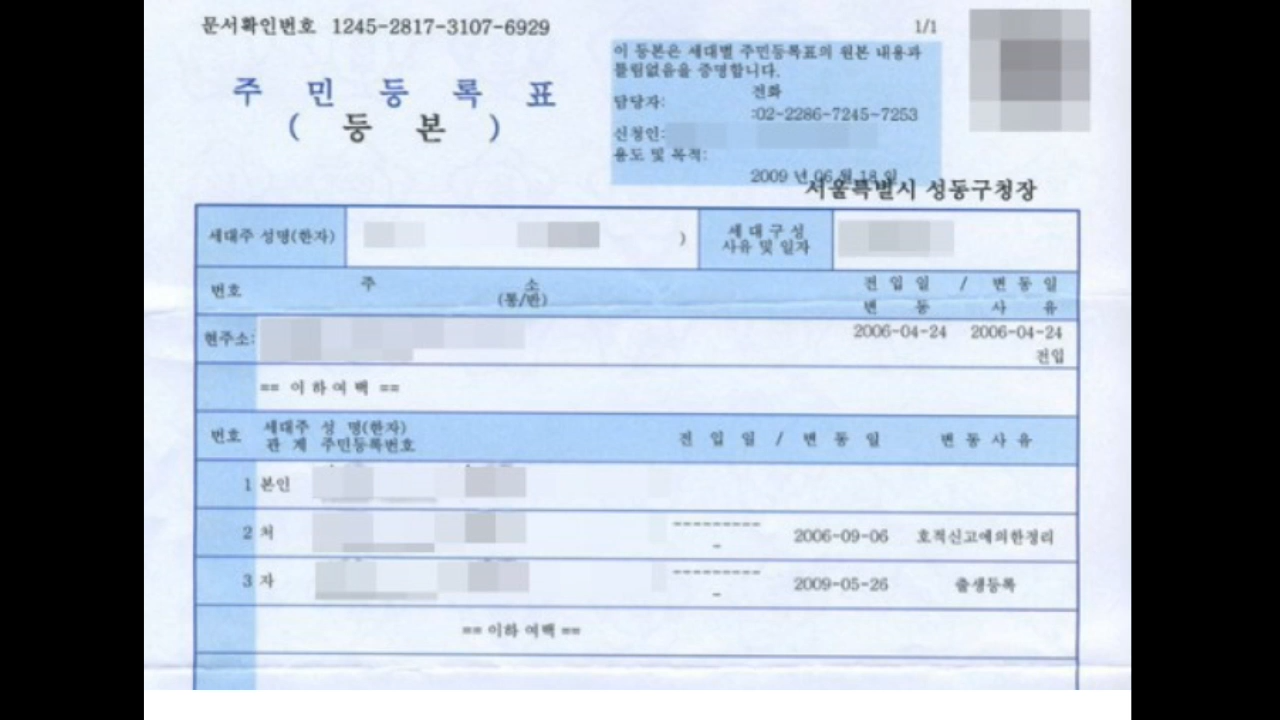 문서확인번호 1245-2817-3107-6929
1/1
주 민 등 록 표
( 등 본 )
이 등본은 세대별 주민등록표의 원본 내용과
틀림없음을 증명합니다.
담당자: 전화
:02-2286-7245-7253
신청인:
용도 및 목적:
2009 년 06 월 18 일
서울특별시 성동구청장
세대주 성명(한자) )
세 대 구 성
사유 및 일자
번호 주 소
(통/반)
전 입 일 / 변 동 일
변 동 사 유
현주소: 2006-04-24 2006-04-24
전입
== 이 하 여 백 ==
번호 세대주 성 명(한자)
관 계 주민등록번호
전 입 일 / 변 동 일 변 동 사 유
1 본인
2 처 --------- 2006-09-06 호적신고에의한정리
-
3 자 --------- 2009-05-26 출생등록
-
== 이하 여백 ==